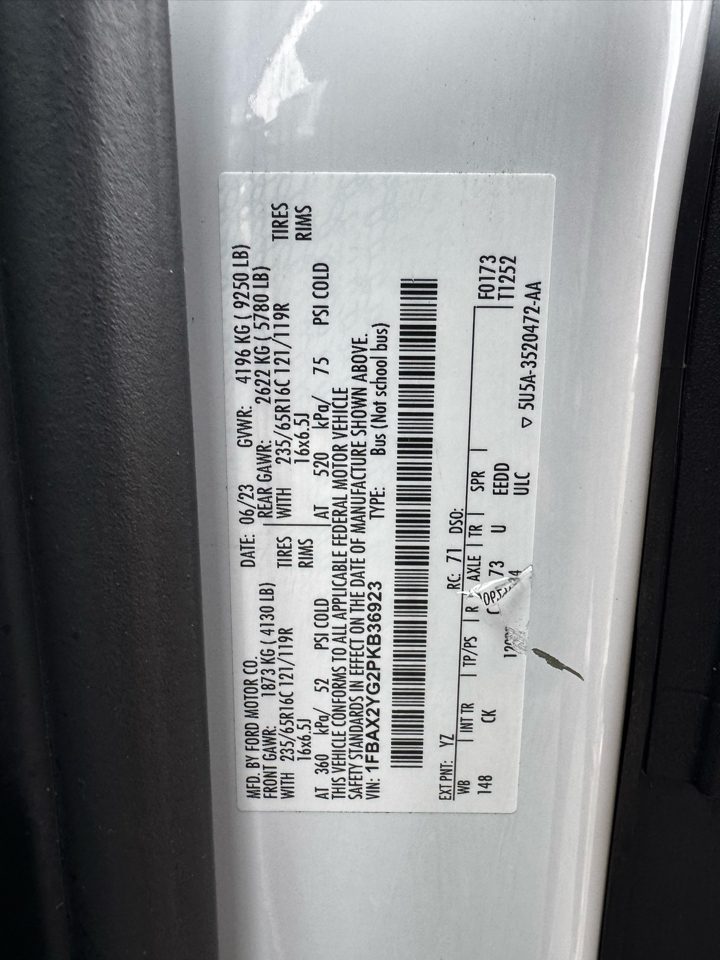 MFD. BY FORD MOTOR CO.
DATE: 06/23 GVWR: 4196 KG ( 9250 LB)
FRONT GAWR: 1873 KG ( 4130 LB) REAR GAWR: 2622 KG ( 5780 LB)
WITH 235/65R16C 121/119R TIRES WITH 235/65R16C 121/119R TIRES
16x6.5J RIMS 16x6.5J RIMS
AT 360 kPa/ 52 PSI COLD AT 520 kPa/ 75 PSI COLD
THIS VEHICLE CONFORMS TO ALL APPLICABLE FEDERAL MOTOR VEHICLE
SAFETY STANDARDS IN EFFECT ON THE DATE OF MANUFACTURE SHOWN ABOVE.
VIN: 1FBAX2YG2PKB36923 TYPE: Bus (Not school bus)
EXT PNT: YZ RC: 71 DSO:
WB INT TR TP/PS R AXLE TR SPR F0173
148 CK 73 U EEDD T1252
ULC
▽ 5U5A-3520472-AA